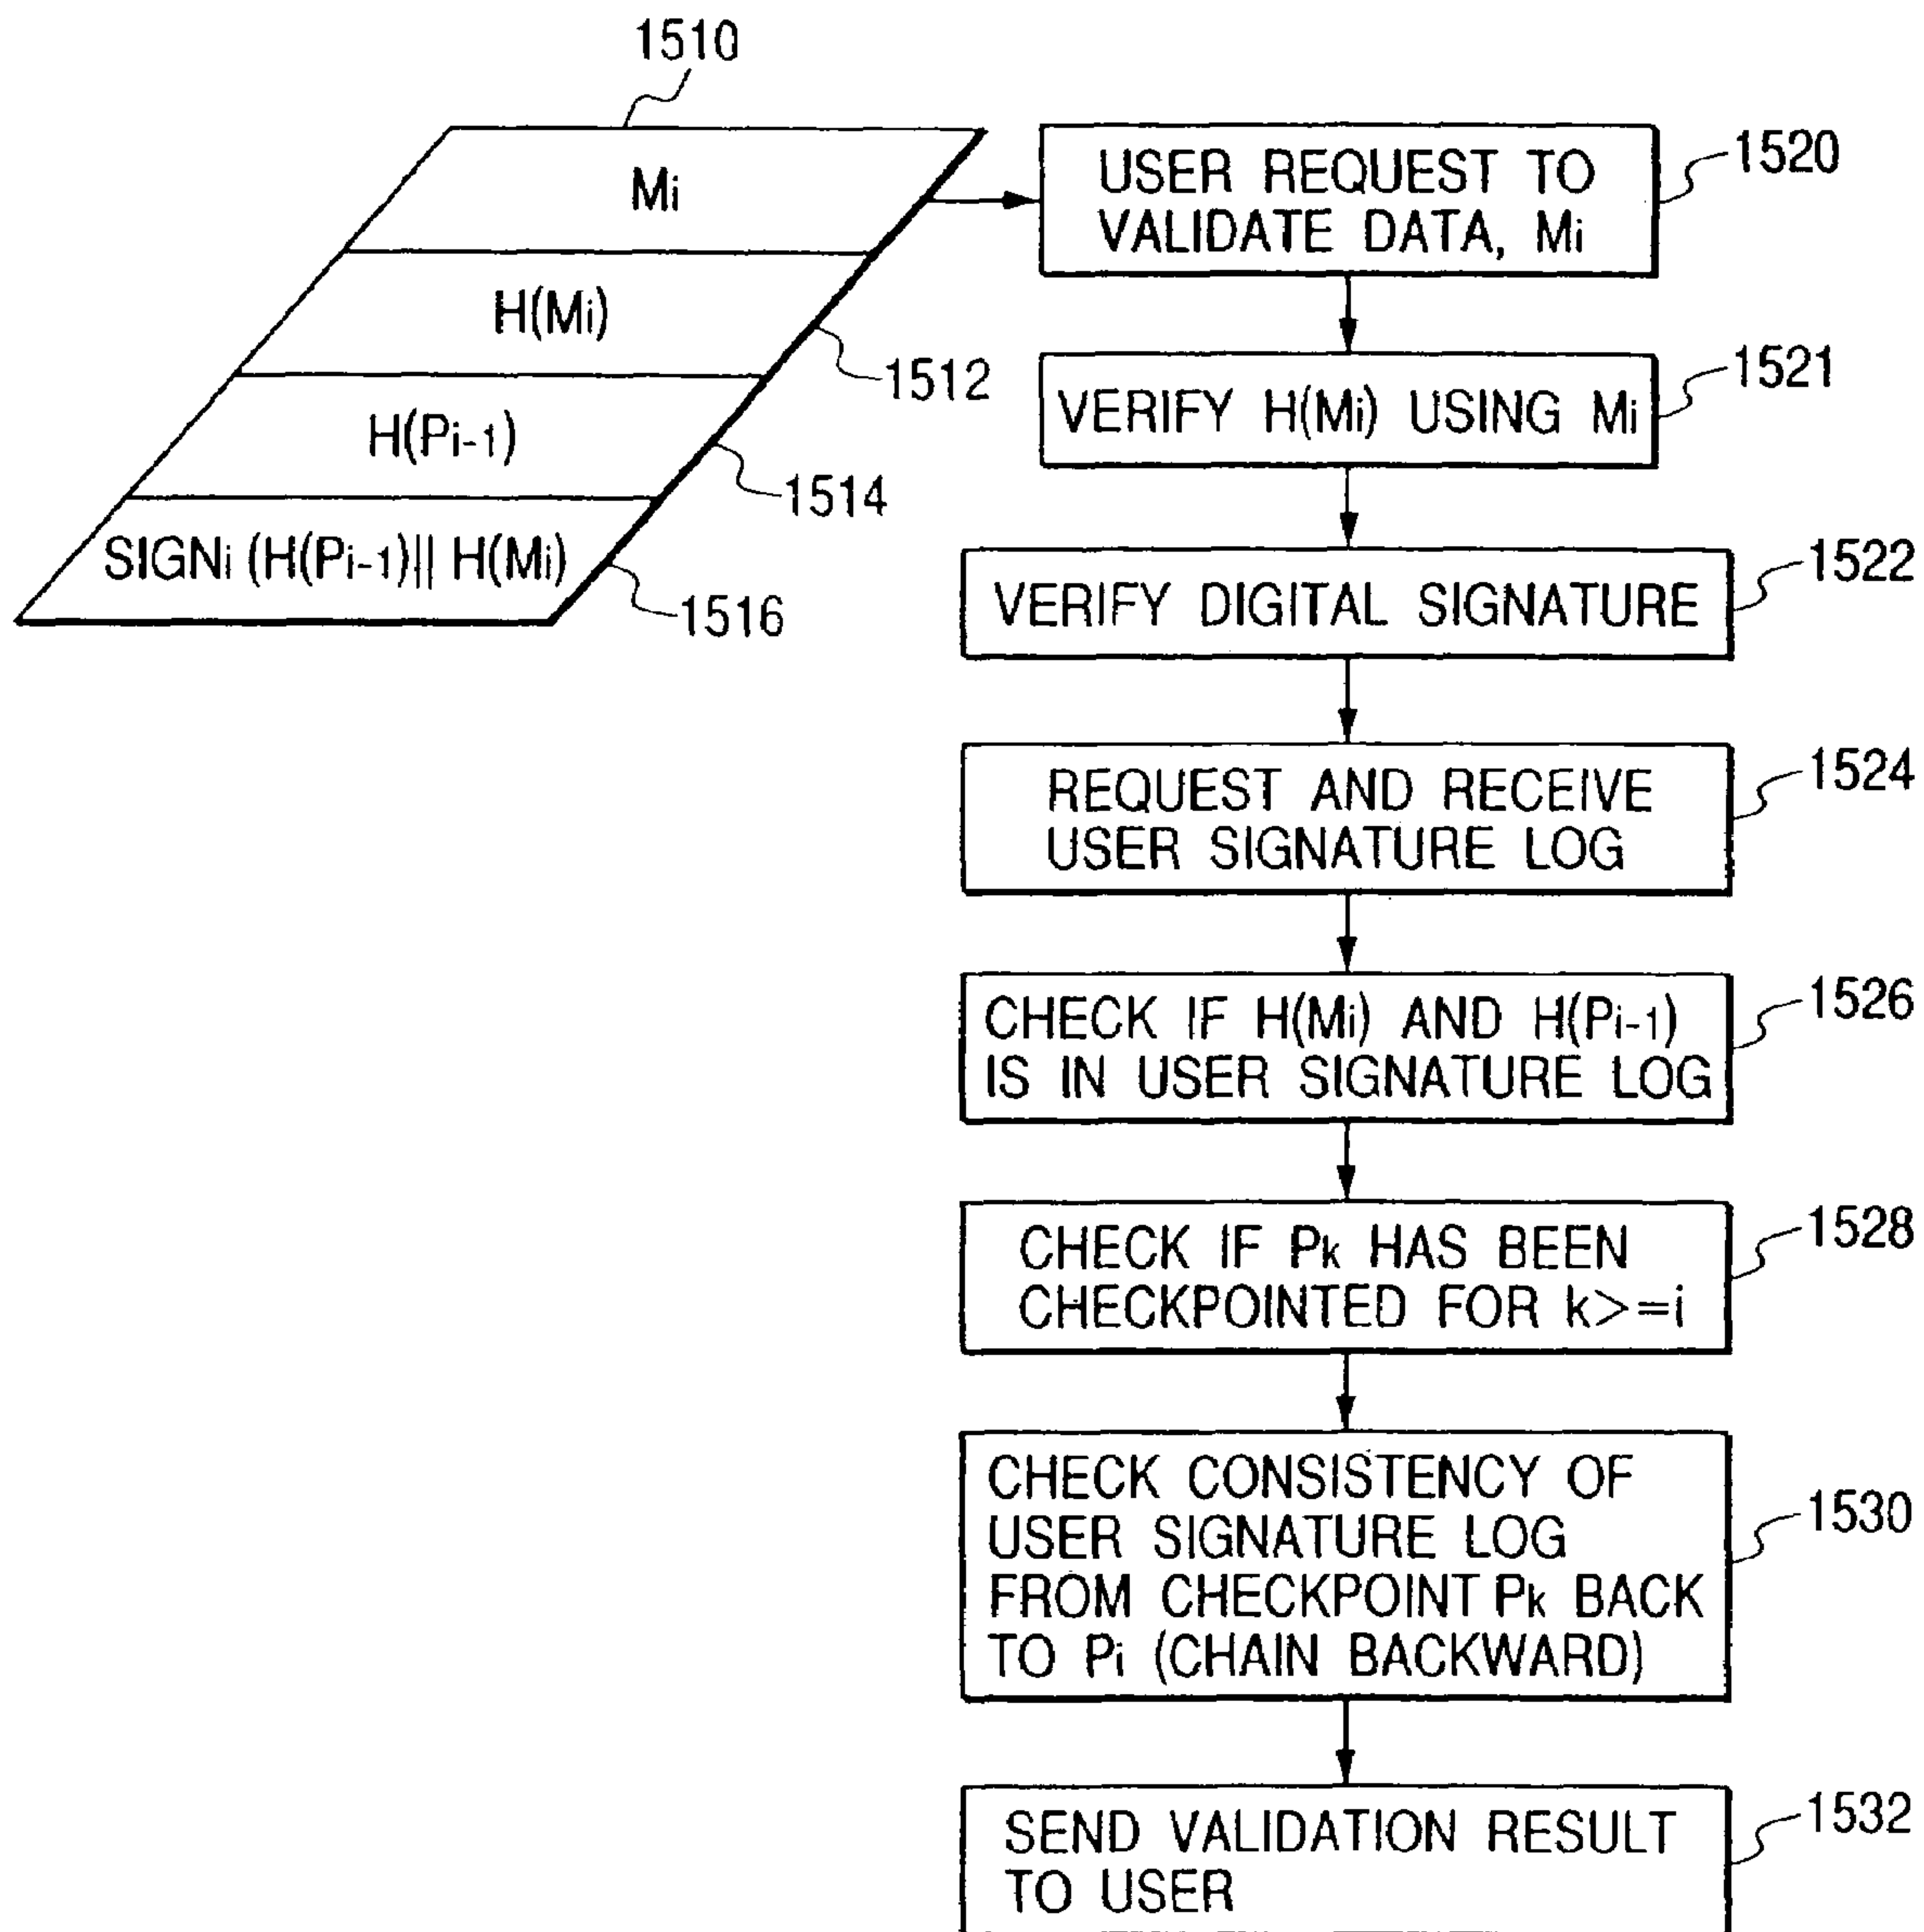 1510
Mi
H(Mi)
1512
H(Pi-1)
1514
SIGNi (H(Pi-1)|| H(Mi)
1516
USER REQUEST TO
VALIDATE DATA, Mi
1520
VERIFY H(Mi) USING Mi
1521
VERIFY DIGITAL SIGNATURE
1522
REQUEST AND RECEIVE
USER SIGNATURE LOG
1524
CHECK IF H(Mi) AND H(Pi-1)
IS IN USER SIGNATURE LOG
1526
CHECK IF Pk HAS BEEN
CHECKPOINTED FOR k>=i
1528
CHECK CONSISTENCY OF
USER SIGNATURE LOG
FROM CHECKPOINT Pk BACK
TO Pi (CHAIN BACKWARD)
1530
SEND VALIDATION RESULT
TO USER
1532